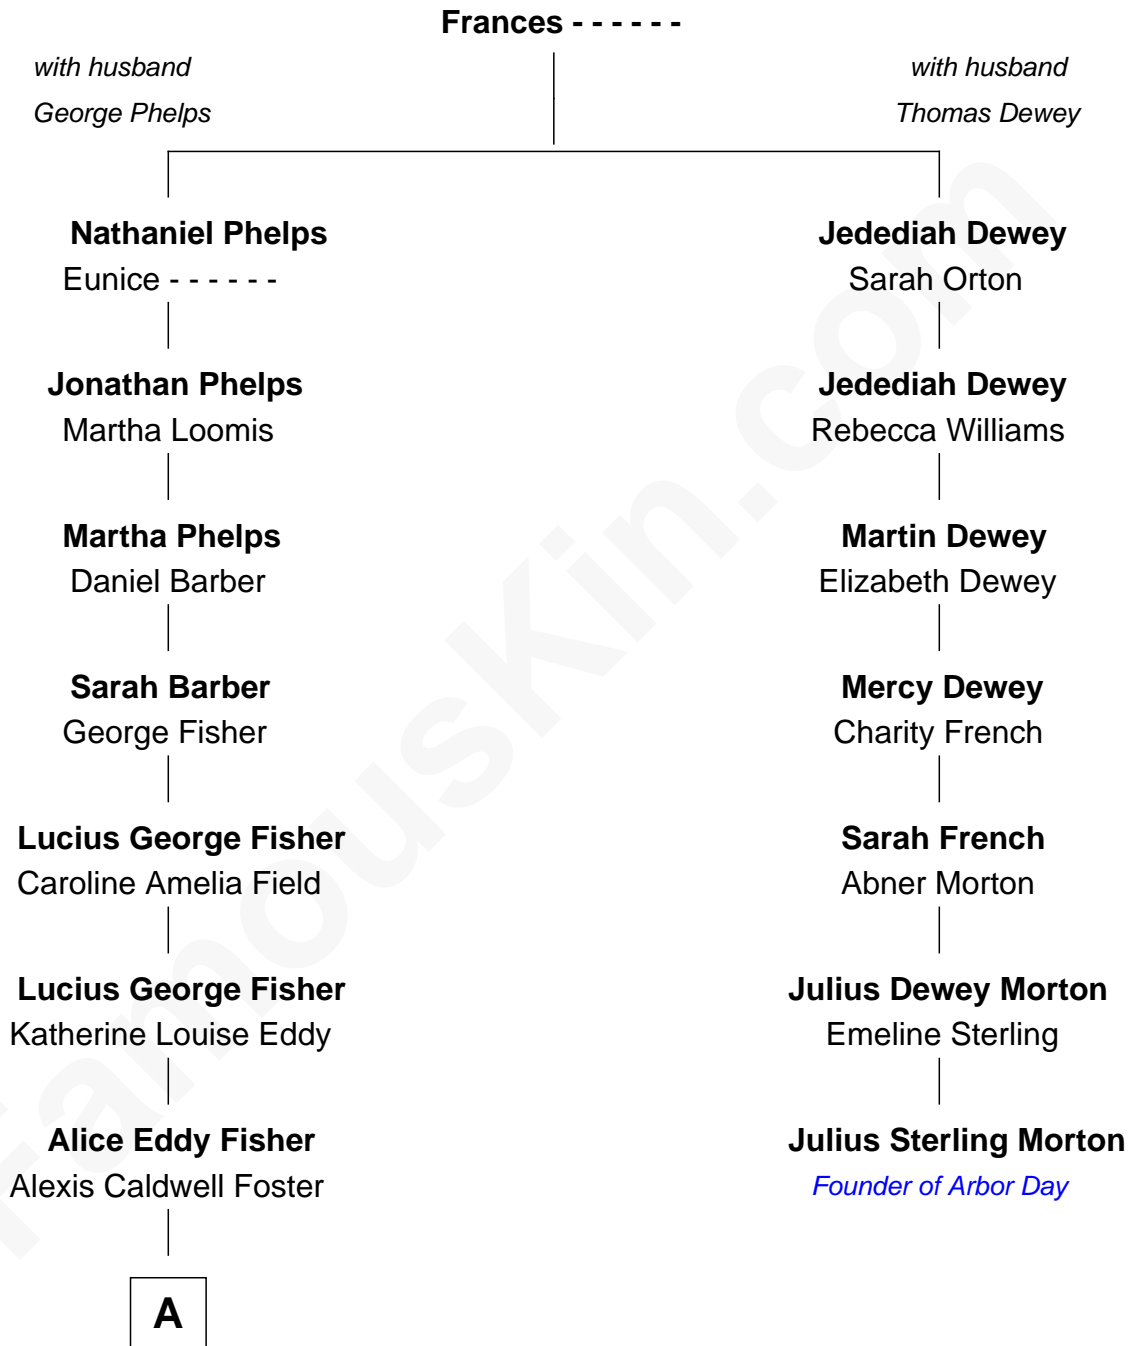 Frances - - - - - -
with husband
George Phelps
with husband
Thomas Dewey
Nathaniel Phelps
Eunice - - - - - -
Jedediah Dewey
Sarah Orton
Jonathan Phelps
Martha Loomis
Jedediah Dewey
Rebecca Williams
Martha Phelps
Daniel Barber
Martin Dewey
Elizabeth Dewey
Sarah Barber
George Fisher
Mercy Dewey
Charity French
Lucius George Fisher
Caroline Amelia Field
Sarah French
Abner Morton
Lucius George Fisher
Katherine Louise Eddy
Julius Dewey Morton
Emeline Sterling
Alice Eddy Fisher
Alexis Caldwell Foster
Julius Sterling Morton
Founder of Arbor Day
A
FamousKin.com